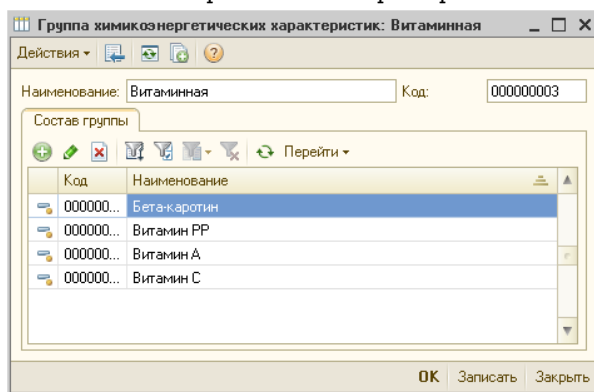 Группа химикоэнергетических характеристик: Витаминная
Действия
Наименование: Витаминная Код: 000000003
Состав группы
Перейти
Код Наименование
000000... Бета-каротин
000000... Витамин РР
000000... Витамин А
000000... Витамин С
OK Записать Закрыть